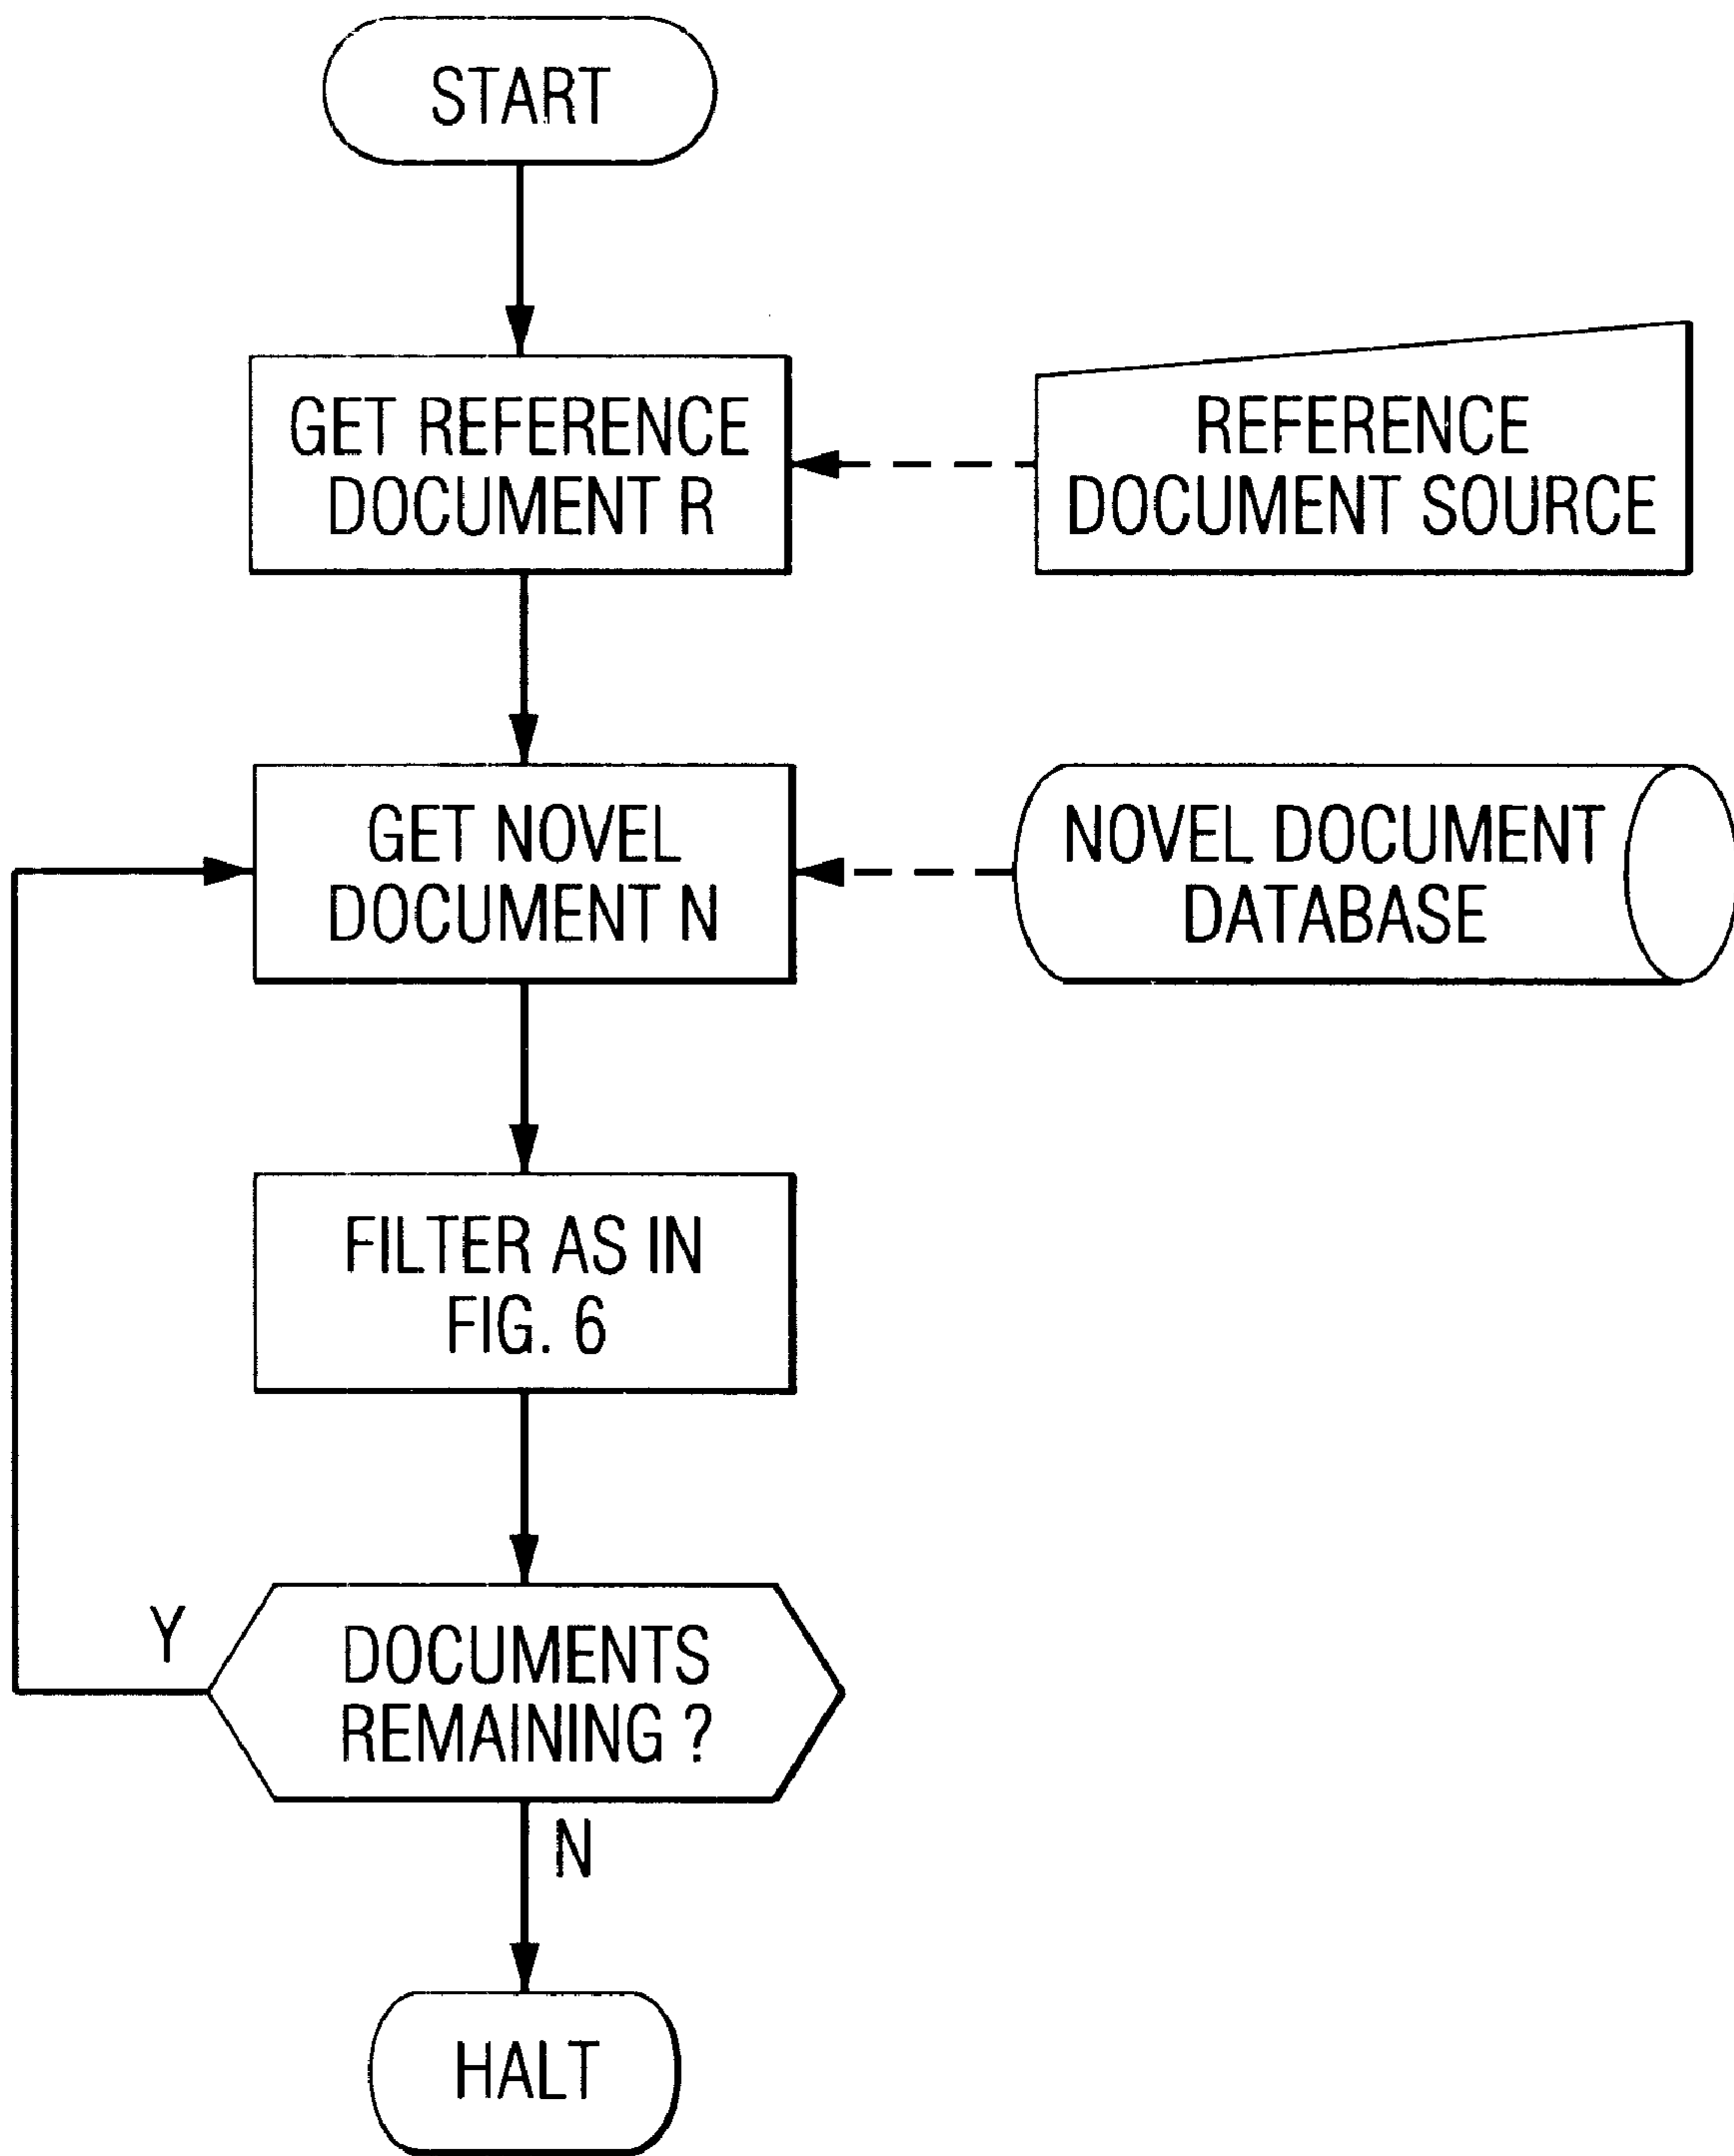 START
GET REFERENCE
DOCUMENT R
REFERENCE
DOCUMENT SOURCE
GET NOVEL
DOCUMENT N
NOVEL DOCUMENT
DATABASE
FILTER AS IN
FIG. 6
Y
DOCUMENTS
REMAINING ?
N
HALT